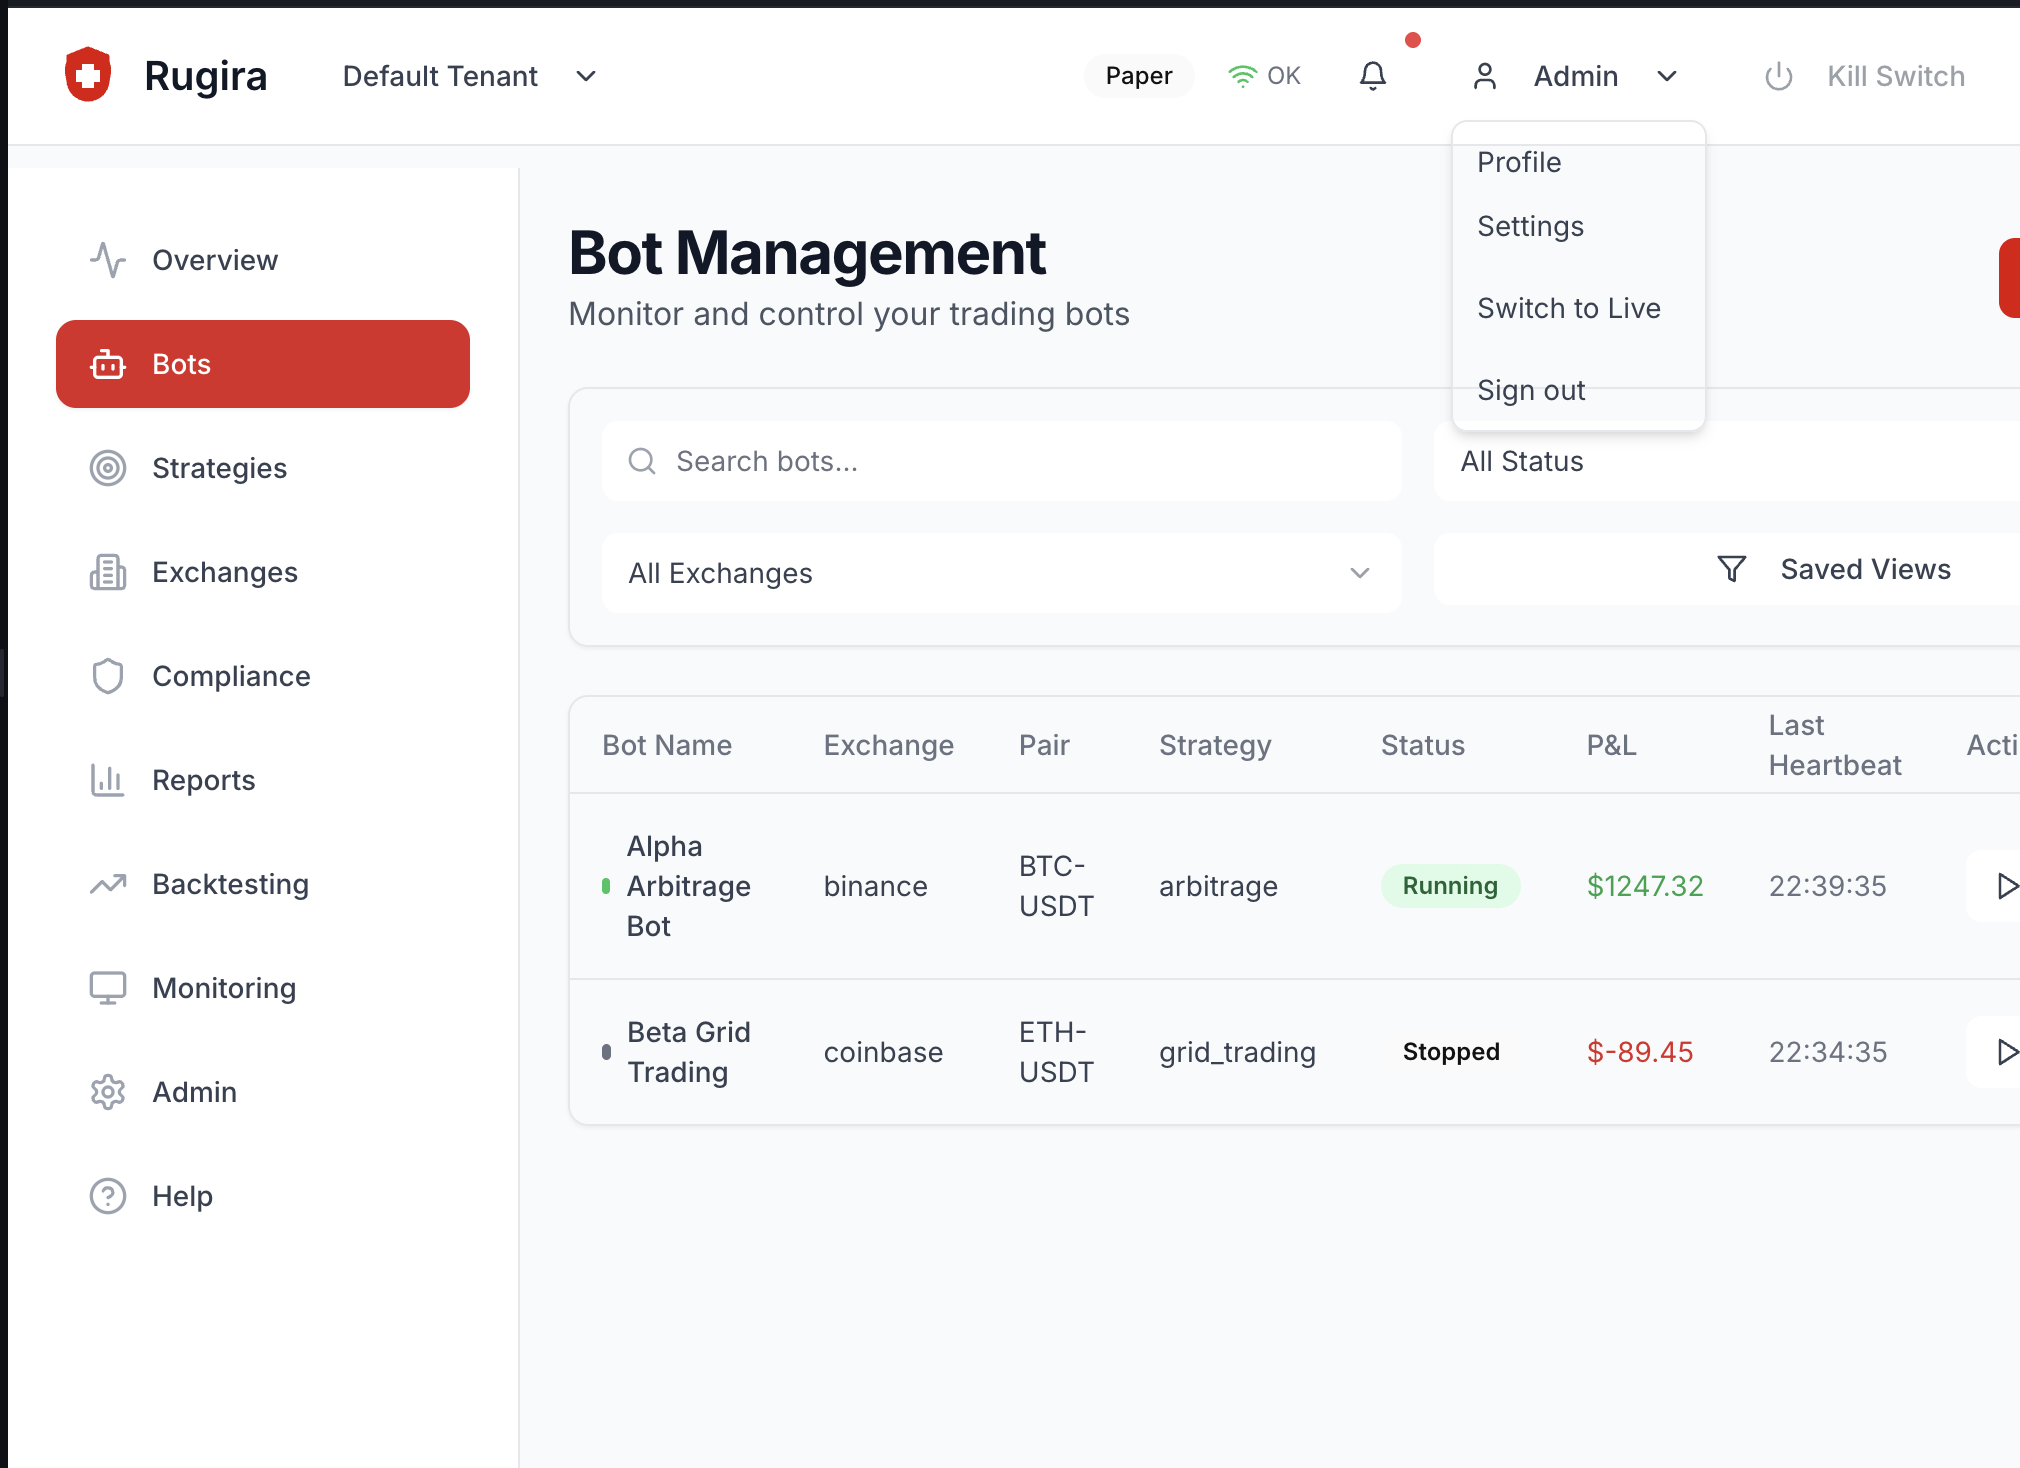 Rugira
Default Tenant
Paper
OK
Admin
Kill Switch
Profile
Settings
Switch to Live
Sign out
Overview
Bots
Strategies
Exchanges
Compliance
Reports
Backtesting
Monitoring
Admin
Help
Bot Management
Monitor and control your trading bots
Search bots...
All Status
All Exchanges
Saved Views
Bot Name
Exchange
Pair
Strategy
Status
P&L
Last
Heartbeat
Acti
Alpha
Arbitrage
Bot
binance
BTC-
USDT
arbitrage
Running
$1247.32
22:39:35
Beta Grid
Trading
coinbase
ETH-
USDT
grid_trading
Stopped
$-89.45
22:34:35